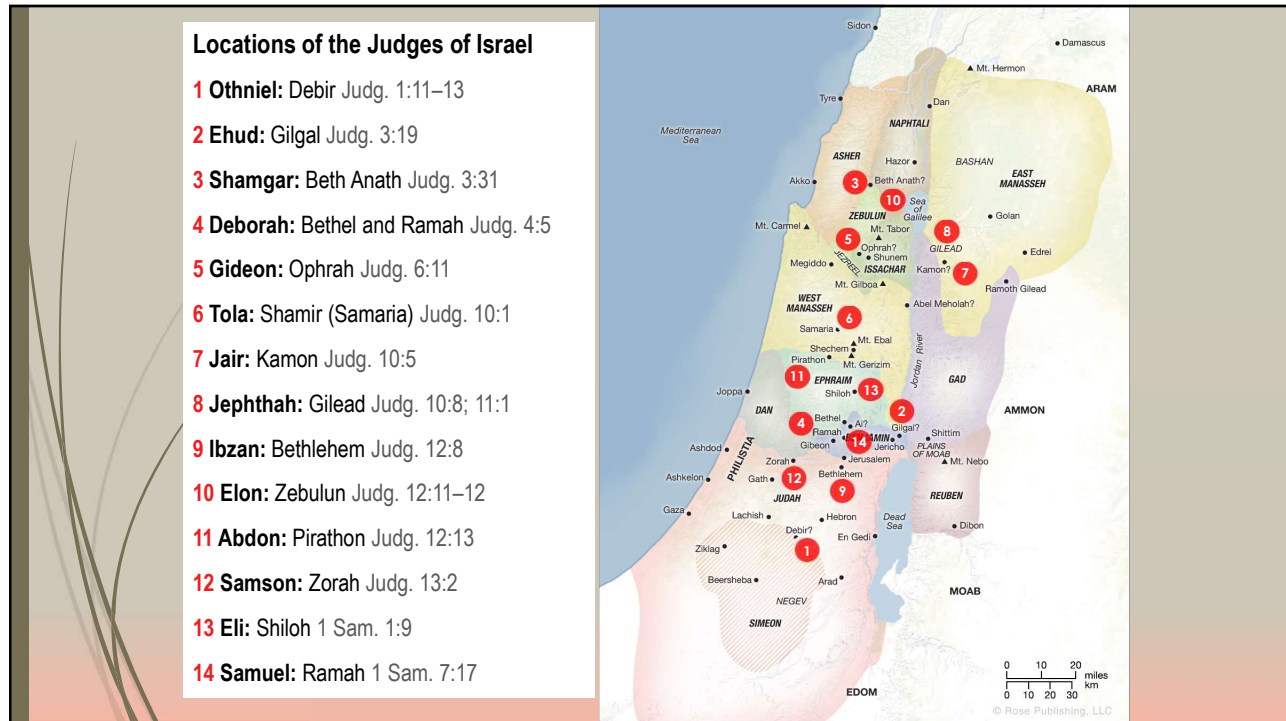 Locations of the Judges of Israel
1 Othniel: Debir Judg. 1:11–13
2 Ehud: Gilgal Judg. 3:19
3 Shamgar: Beth Anath Judg. 3:31
4 Deborah: Bethel and Ramah Judg. 4:5
5 Gideon: Ophrah Judg. 6:11
6 Tola: Shamir (Samaria) Judg. 10:1
7 Jair: Kamon Judg. 10:5
8 Jephthah: Gilead Judg. 10:8; 11:1
9 Ibzan: Bethlehem Judg. 12:8
10 Elon: Zebulun Judg. 12:11–12
11 Abdon: Pirathon Judg. 12:13
12 Samson: Zorah Judg. 13:2
13 Eli: Shiloh 1 Sam. 1:9
14 Samuel: Ramah 1 Sam. 7:17
Sidon
Damascus
Mt. Hermon
ARAM
Tyre
Dan
NAPHTALI
Mediterranean
Sea
ASHER
Hazor
BASHAN
EAST
MANASSEH
Akko
3
Beth Anath?
10
Sea
of
Galilee
ZEBULUN
Golan
Mt. Carmel
Mt. Tabor
8
5
Ophrah?
GILEAD
Shunem
Edrei
Megiddo
JEZREEL
ISSACHAR
Kamon?
7
Mt. Gilboa
Ramoth Gilead
WEST
MANASSEH
Abel Meholah?
6
Samaria
Mt. Ebal
Shechem
Pirathon
Mt. Gerizim
Jordan River
11
EPHRAIM
13
GAD
Joppa
Shiloh
DAN
2
AMMON
4
Bethel
Ai?
Gilgal?
Ramah
14
Shittim
Gibeon
Jericho
PLAINS
OF MOAB
Ashdod
PHILISTIA
Jerusalem
Zorah
Mt. Nebo
Ashkelon
Gath
12
Bethlehem
9
REUBEN
JUDAH
Gaza
Lachish
Hebron
Dead
Sea
Dibon
Debir?
En Gedi
1
Ziklag
Beersheba
Arad
NEGEV
MOAB
SIMEON
0 10 20
miles
km
0 10 20 30
EDOM
© Rose Publishing, LLC